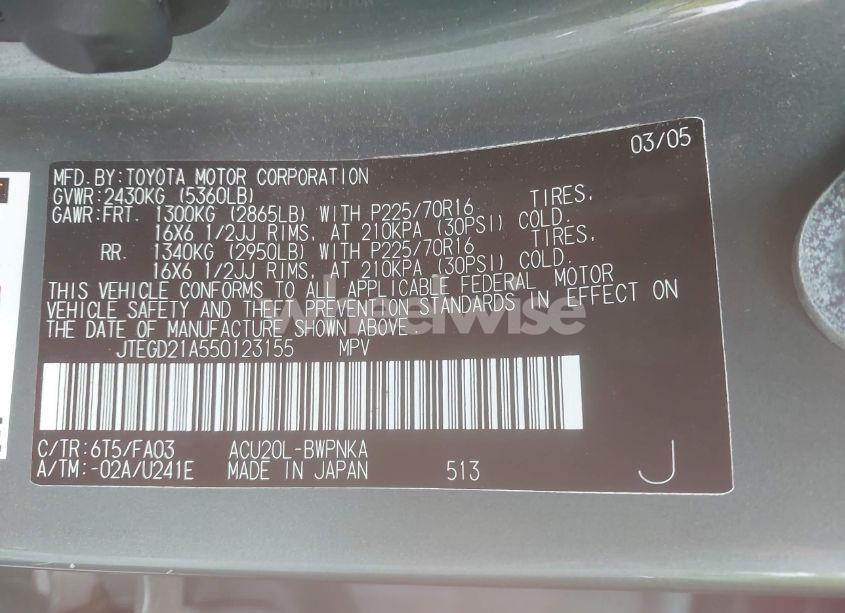 03/05
MFD.BY:TOYOTA MOTOR CORPORATION
GVWR:2430KG (5360LB)
GAWR:FRT. 1300KG (2865LB) WITH P225/70R16 TIRES,
16X6 1/2JJ RIMS, AT 210KPA (30PSI) COLD.
RR. 1340KG (2950LB) WITH P225/70R16 TIRES,
16X6 1/2JJ RIMS, AT 210KPA (30PSI) COLD.
THIS VEHICLE CONFORMS TO ALL APPLICABLE FEDERAL MOTOR
VEHICLE SAFETY AND THEFT PREVENTION STANDARDS IN EFFECT ON
THE DATE OF MANUFACTURE SHOWN ABOVE.
wheelwise
JTEGD21A550123155 MPV
C/TR:6T5/FA03 ACU20L-BWPNKA
A/TM:-02A/U241E MADE IN JAPAN 513 J